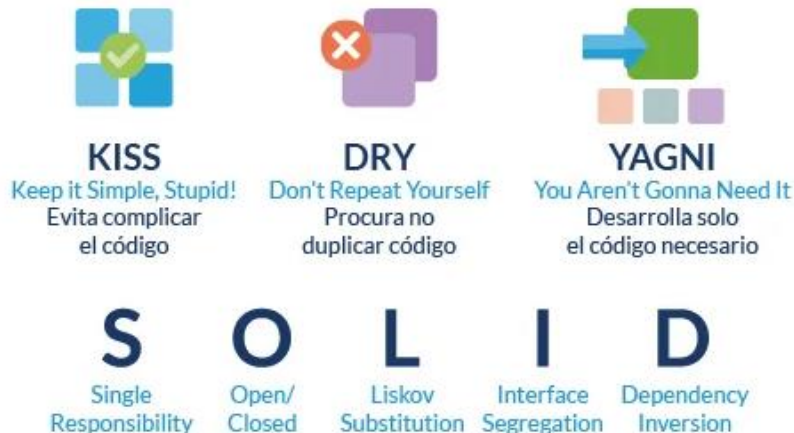 KISS
Keep it Simple, Stupid!
Evita complicar
el código
DRY
Don't Repeat Yourself
Procura no
duplicar código
YAGNI
You Aren't Gonna Need It
Desarrolla solo
el código necesario
S O L I D
Single
Responsibility
Open/
Closed
Liskov
Substitution
Interface
Segregation
Dependency
Inversion